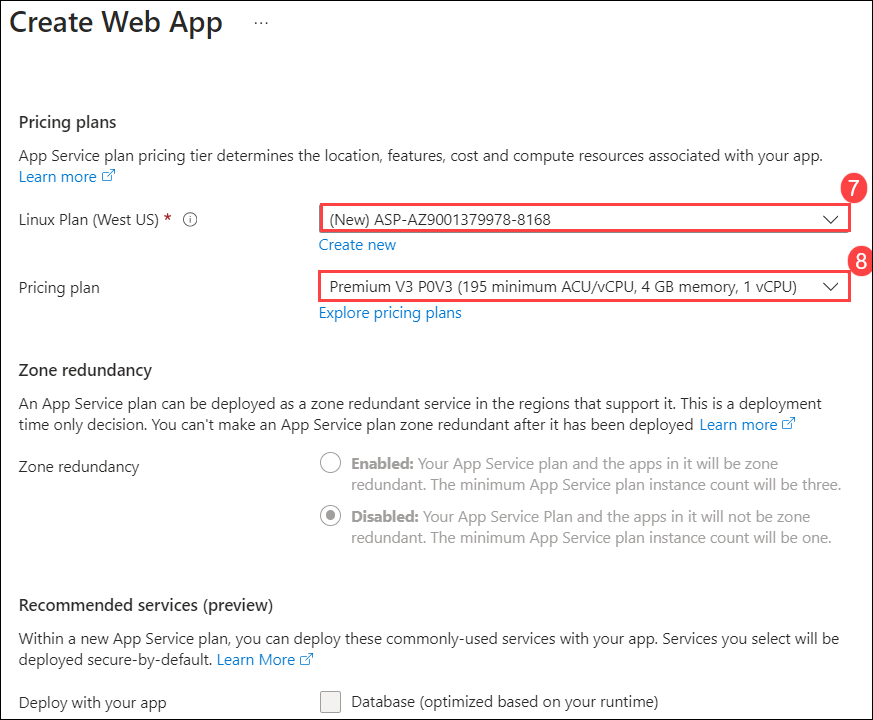 Create Web App ...
Pricing plans
App Service plan pricing tier determines the location, features, cost and compute resources associated with your app.
Learn more
7
Linux Plan (West US) *
(New) ASP-AZ9001379978-8168
Create new
8
Pricing plan
Premium V3 P0V3 (195 minimum ACU/vCPU, 4 GB memory, 1 vCPU)
Explore pricing plans
Zone redundancy
An App Service plan can be deployed as a zone redundant service in the regions that support it. This is a deployment
time only decision. You can't make an App Service plan zone redundant after it has been deployed Learn more
Zone redundancy
Enabled: Your App Service plan and the apps in it will be zone
redundant. The minimum App Service plan instance count will be three.
Disabled: Your App Service Plan and the apps in it will not be zone
redundant. The minimum App Service plan instance count will be one.
Recommended services (preview)
Within a new App Service plan, you can deploy these commonly-used services with your app. Services you select will be
deployed secure-by-default. Learn More
Deploy with your app
Database (optimized based on your runtime)